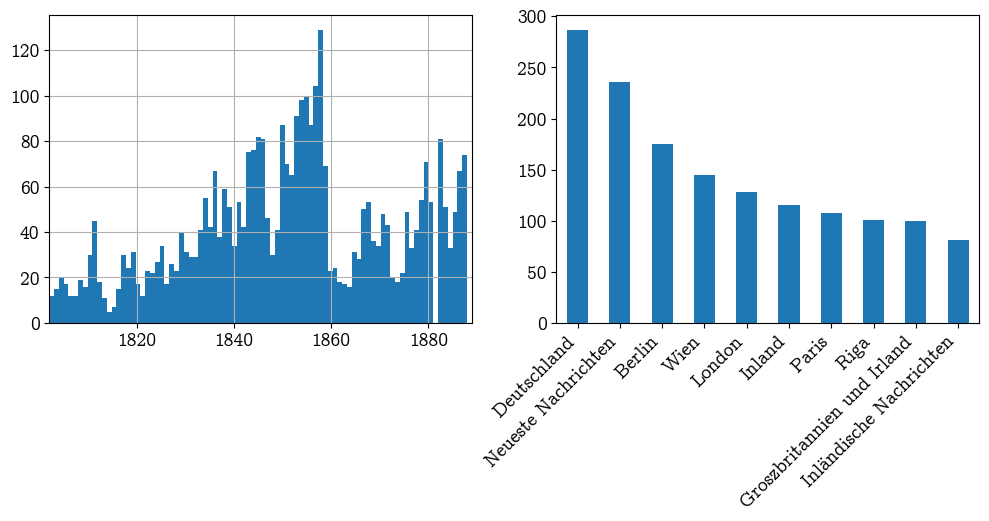 120
100
80
60
40
20
0
1820 1840 1860 1880
300
250
200
150
100
50
0
Deutschland
Neueste Nachrichten
Berlin
Wien
London
Inland
Paris
Riga
Groszbritannien und Irland
Inländische Nachrichten